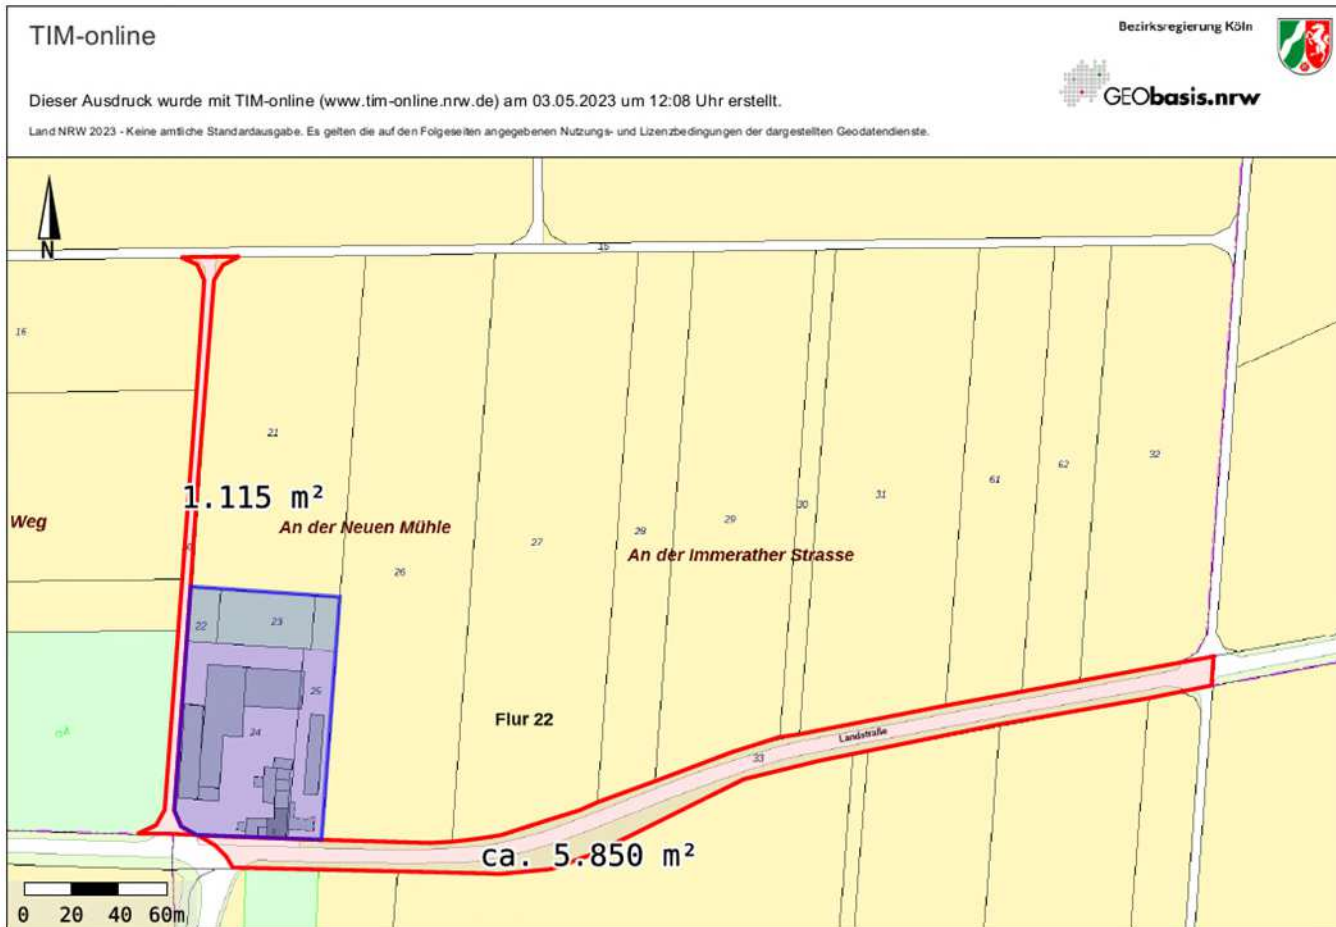 TIM-online
Bezirksregierung Köln
GEObasis.nrw
Dieser Ausdruck wurde mit TIM-online (www.tim-online.nrw.de) am 03.05.2023 um 12:08 Uhr erstellt.
Land NRW 2023 - Keine amtliche Standardausgabe. Es gelten die auf den Folgeseiten angegebenen Nutzungs- und Lizenzbedingungen der dargestellten Geodatendienste.
N
15
16
21
32
61
62
31
30
29
28
27
26
1.115 m²
Weg
An der Neuen Mühle
An der Immerather Strasse
22
23
25
24
Flur 22
Landstraße
33
ca. 5.850 m²
0 20 40 60m